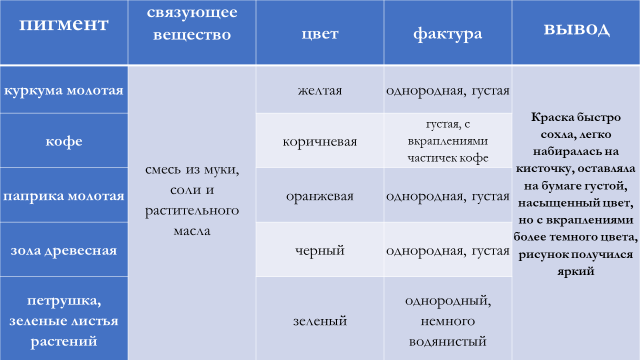 пигмент
связующее
вещество
цвет
фактура
вывод
куркума молотая
смесь из муки,
соли и
растительного
масла
желтая
однородная, густая
Краска быстро
сохла, легко
набиралась на
кисточку, оставляла
на бумаге густой,
насыщенный цвет,
но с вкраплениями
более темного цвета,
рисунок получился
яркий
кофе
коричневая
густая, с
вкраплениями
частичек кофе
паприка молотая
оранжевая
однородная, густая
зола древесная
черный
однородная, густая
петрушка,
зеленые листья
растений
зеленый
однородный,
немного
водянистый